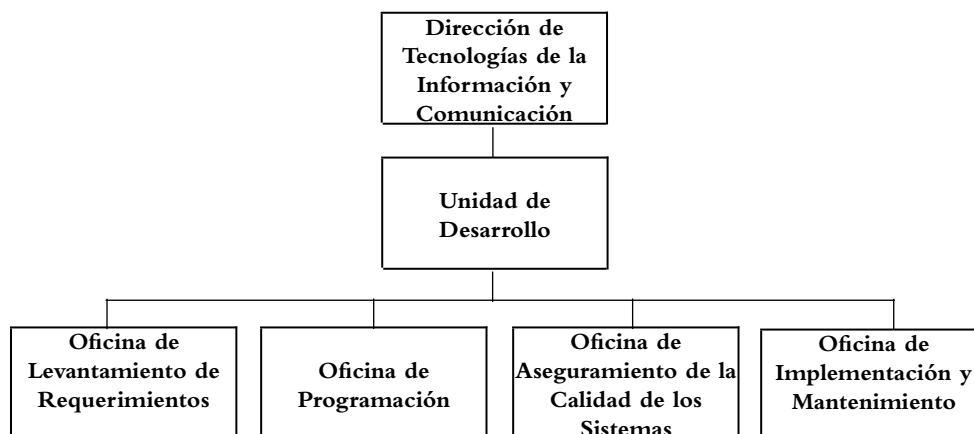 Dirección de
Tecnologías de la
Información y
Comunicación
Unidad de
Desarrollo
Oficina de
Levantamiento de
Requerimientos
Oficina de
Programación
Oficina de
Aseguramiento de la
Calidad de los
Sistemas
Oficina de
Implementación y
Mantenimiento